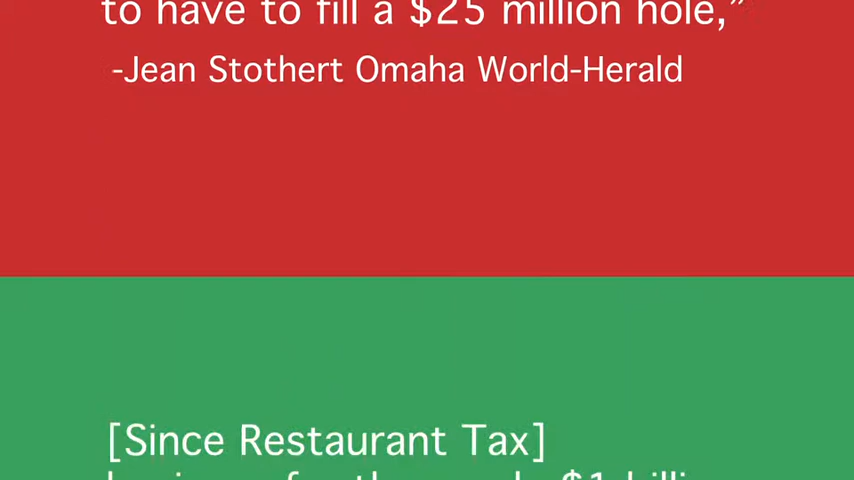 to have to fill a $25 million hole,”
-Jean Stothert Omaha World-Herald
[Since Restaurant Tax]